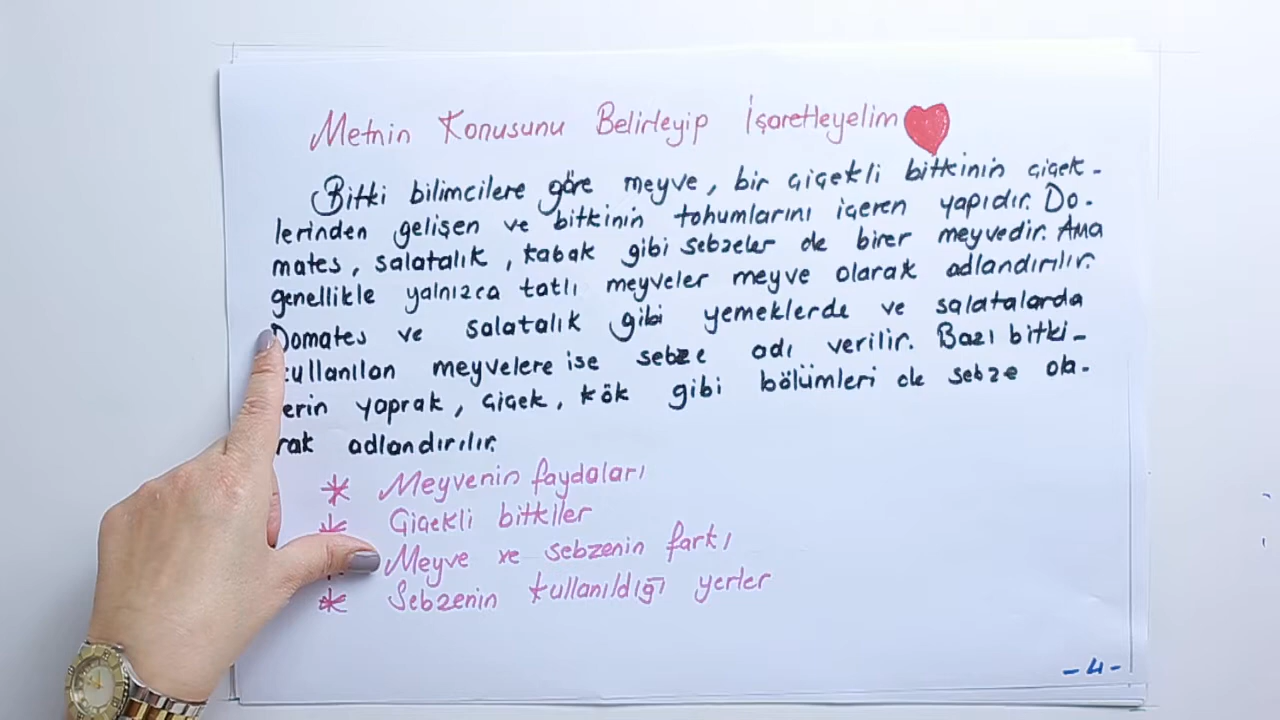 Metnin Konusunu Belirleyip İşaretleyelim
Bitki bilimcilere göre meyve, bir çiçekli bitkinin çiçek-
lerinden gelişen ve bitkinin tohumlarını içeren yapıdır. Do-
mates, salatalık, kabak gibi sebzeler de birer meyvedir. Ama
genellikle yalnızca tatlı meyveler meyve olarak adlandırılır.
Domates ve salatalık gibi yemeklerde ve salatalarda
kullanılan meyvelere ise sebze adı verilir. Bazı bitki-
lerin yaprak, çiçek, kök gibi bölümleri de sebze ola-
rak adlandırılır.
* Meyvenin faydaları
* Çiçekli bitkiler
* Meyve ve sebzenin farkı
* Sebzenin kullanıldığı yerler
-4-